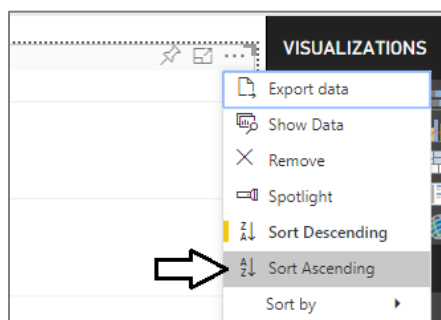 VISUALIZATIONS
Export data
Show Data
Remove
Spotlight
Sort Descending
Sort Ascending
Sort by